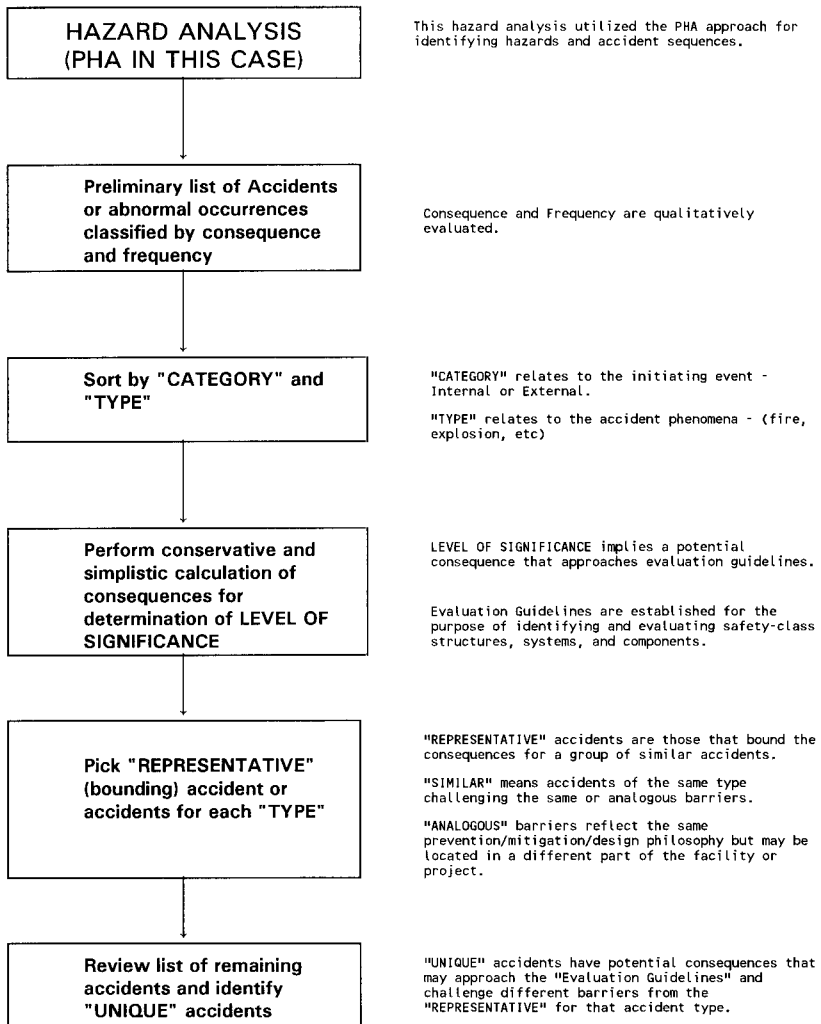 HAZARD ANALYSIS
(PHA IN THIS CASE)
This hazard analysis utilized the PHA approach for
identifying hazards and accident sequences.
Preliminary list of Accidents
or abnormal occurrences
classified by consequence
and frequency
Consequence and Frequency are qualitatively
evaluated.
Sort by "CATEGORY" and
"TYPE"
"CATEGORY" relates to the initiating event -
Internal or External.
"TYPE" relates to the accident phenomena - (fire,
explosion, etc)
Perform conservative and
simplistic calculation of
consequences for
determination of LEVEL OF
SIGNIFICANCE
LEVEL OF SIGNIFICANCE implies a potential
consequence that approaches evaluation guidelines.
Evaluation Guidelines are established for the
purpose of identifying and evaluating safety-class
structures, systems, and components.
Pick "REPRESENTATIVE"
(bounding) accident or
accidents for each "TYPE"
"REPRESENTATIVE" accidents are those that bound the
consequences for a group of similar accidents.
"SIMILAR" means accidents of the same type
challenging the same or analogous barriers.
"ANALOGOUS" barriers reflect the same
prevention/mitigation/design philosophy but may be
located in a different part of the facility or
project.
Review list of remaining
accidents and identify
"UNIQUE" accidents
"UNIQUE" accidents have potential consequences that
may approach the "Evaluation Guidelines" and
challenge different barriers from the
"REPRESENTATIVE" for that accident type.